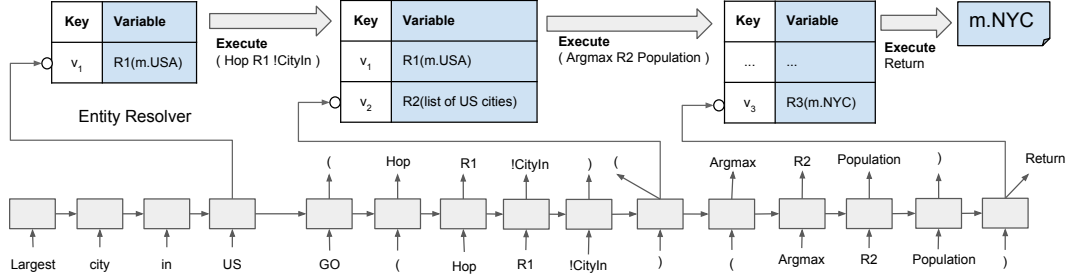 Key Variable
v1 R1(m.USA)
Execute
( Hop R1 !CityIn )
Key Variable
v1 R1(m.USA)
v2 R2(list of US cities)
Execute
( Argmax R2 Population )
Key Variable
... ...
v3 R3(m.NYC)
Execute
Return
m.NYC
Entity Resolver
( Hop R1 !CityIn ) ( Argmax R2 Population ) Return
Largest city in US GO ( Hop R1 !CityIn ) ( Argmax R2 Population )